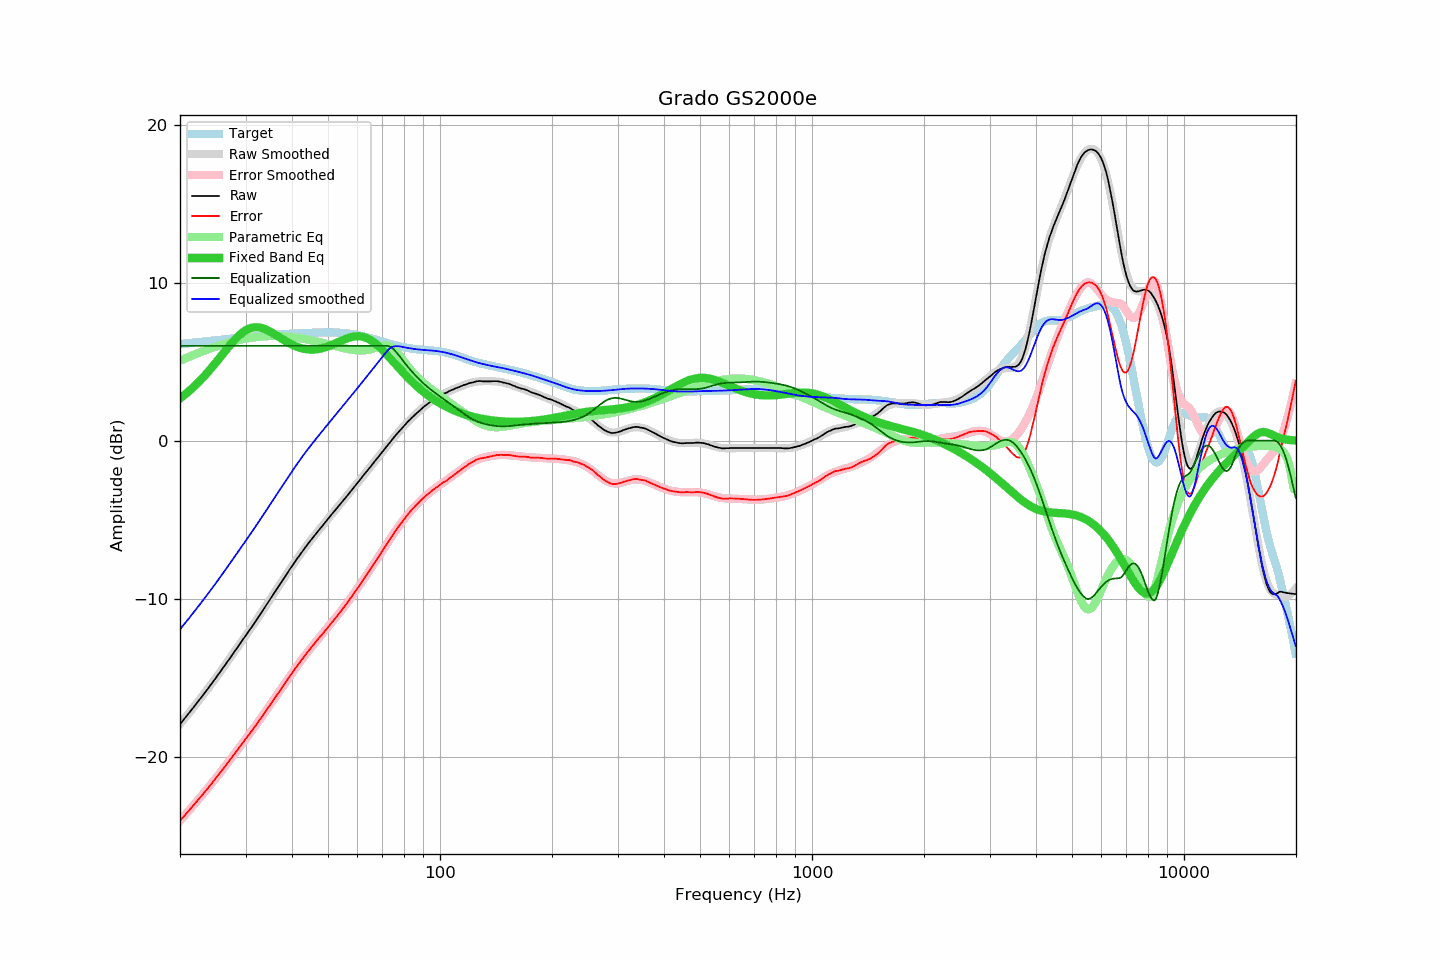 Grado GS2000e
Target
Raw Smoothed
Error Smoothed
Raw
Error
Parametric Eq
Fixed Band Eq
Equalization
Equalized smoothed
20
10
0
−10
−20
Amplitude (dBr)
100
1000
10000
Frequency (Hz)